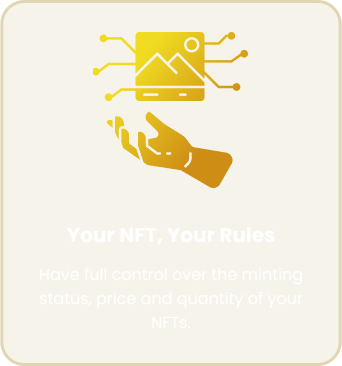 Your NFT, Your Rules
Have full control over the minting
status, price and quantity of your
NFTs.